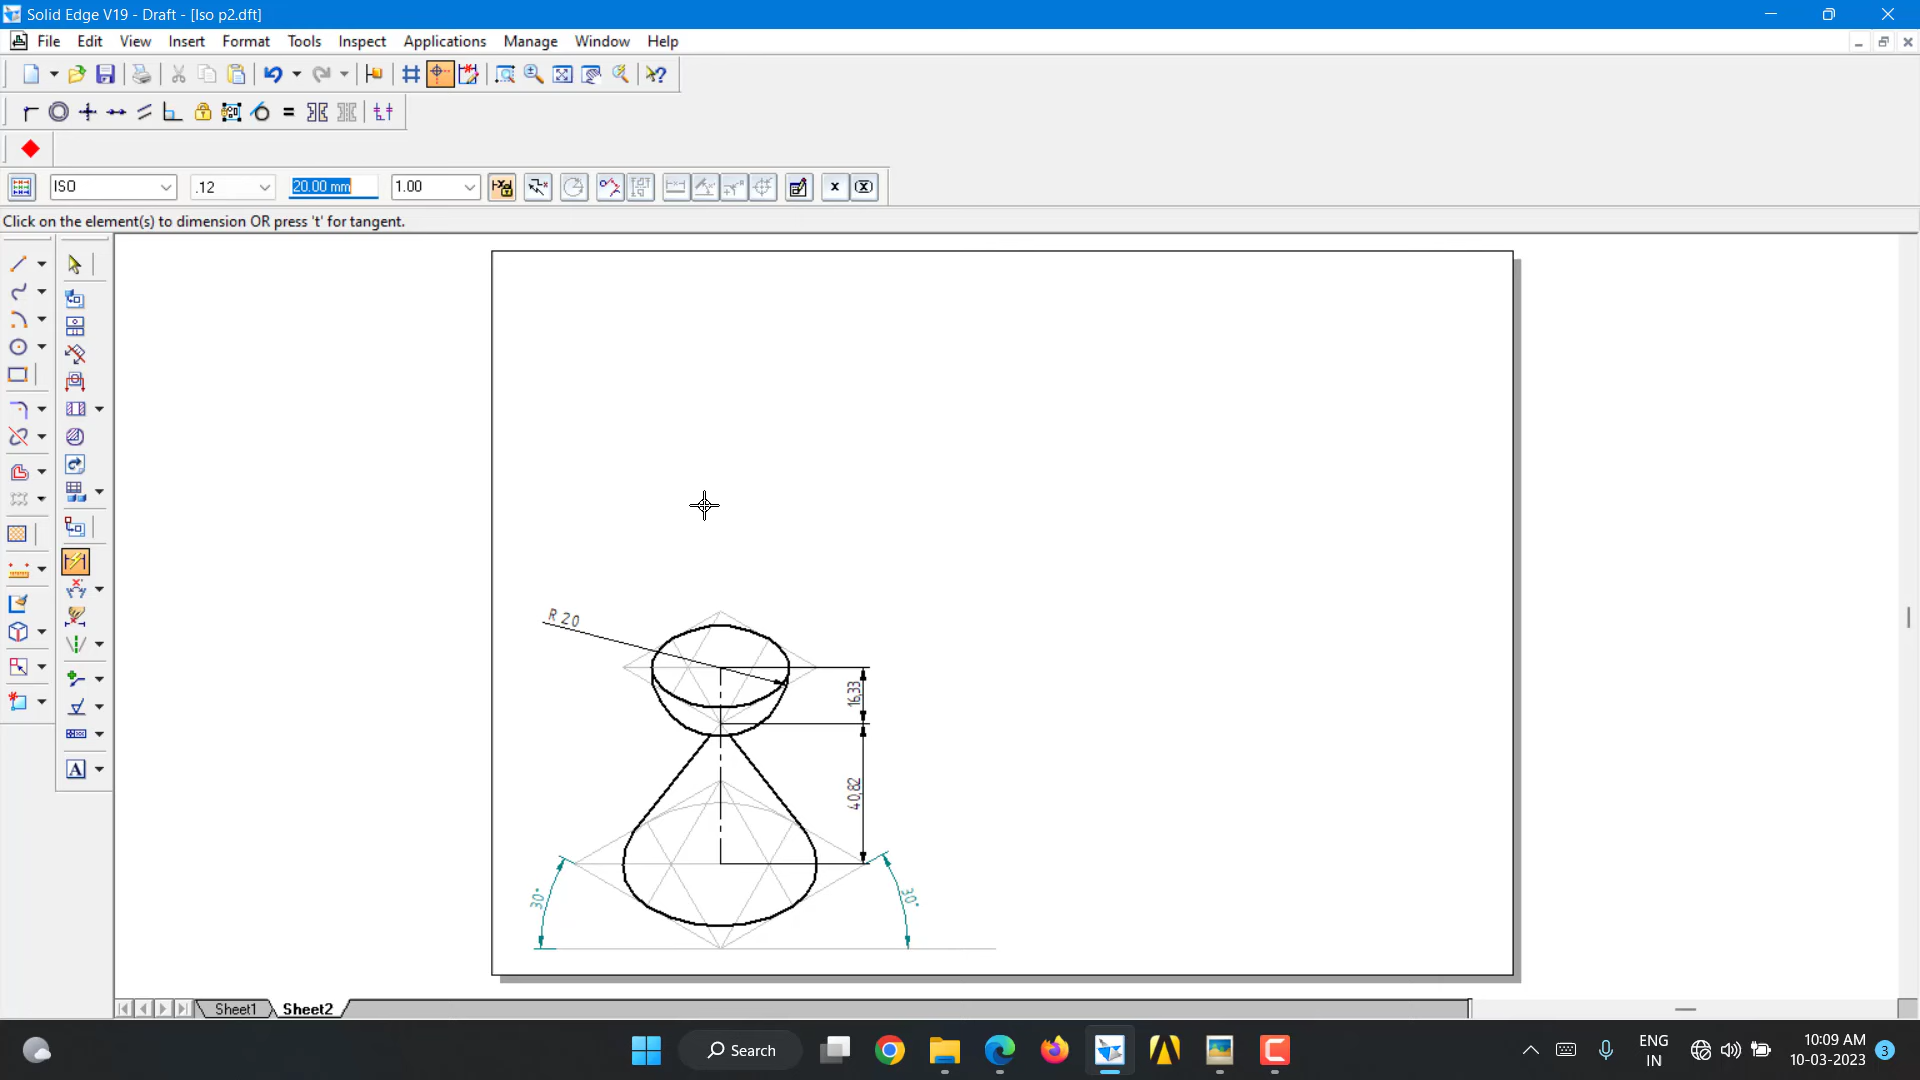 Solid Edge V19 - Draft - [Iso p2.dft]
File Edit View Insert Format Tools Inspect Applications Manage Window Help
ISO .12 20.00 mm 1.00
Click on the element(s) to dimension OR press 't' for tangent.
R 20
16,33
40,82
30°
30°
A
Sheet1 Sheet2
Search
ENG
IN
10:09 AM
10-03-2023
3